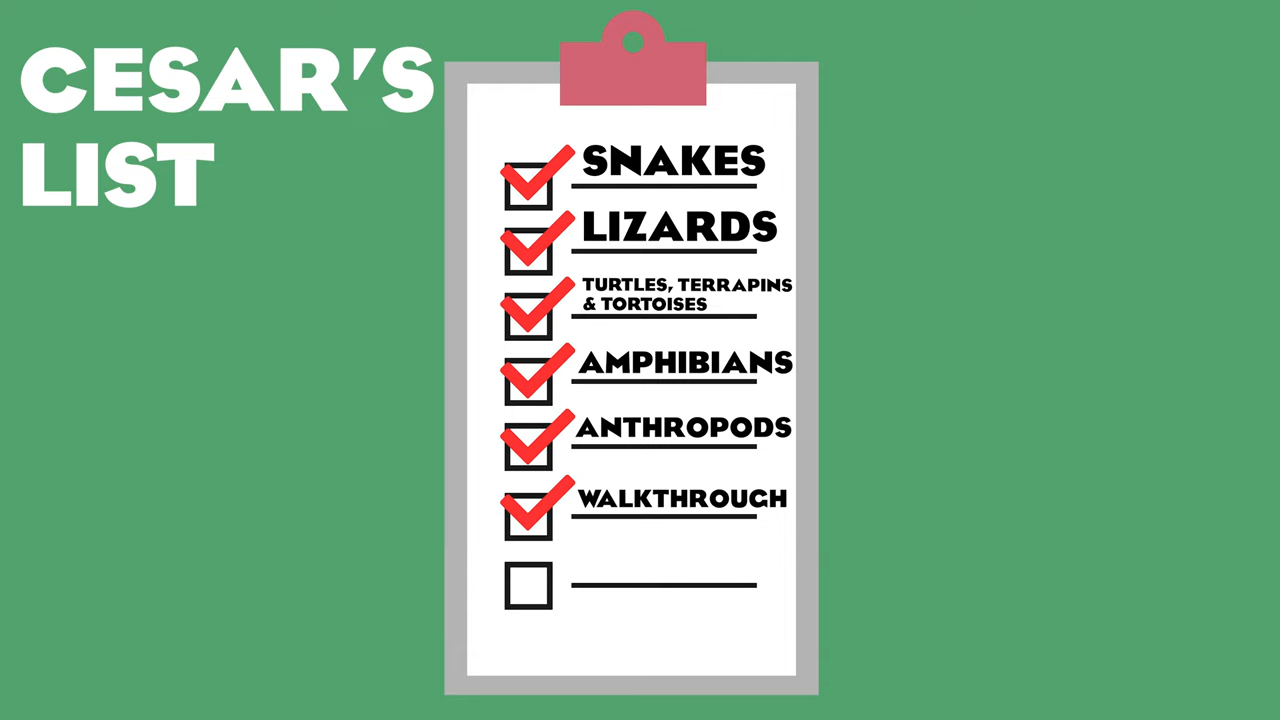 CESAR'S
LIST
SNAKES
LIZARDS
TURTLES, TERRAPINS
& TORTOISES
AMPHIBIANS
ANTHROPODS
WALKTHROUGH